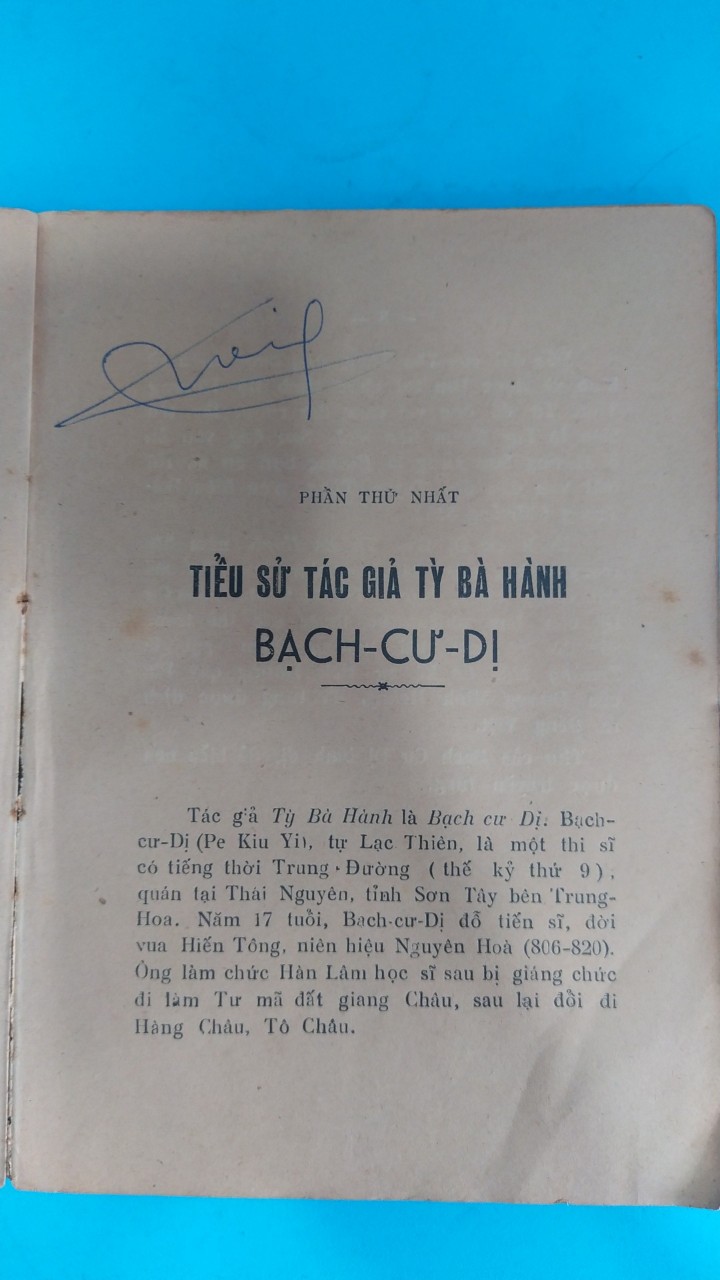 PHẦN THỨ NHẤT
TIỂU SỬ TÁC GIẢ TỲ BÀ HÀNH
BẠCH-CƯ-DỊ
Tác giả Tỳ Bà Hành là Bạch cư Dị. Bạch-
cư-Dị (Pe Kiu Yi), tự Lạc Thiên, là một thi sĩ
có tiếng thời Trung-Đường ( thế kỷ thứ 9 ),
quán tại Thái Nguyên, tỉnh Sơn Tây bên Trung-
Hoa. Năm 17 tuổi, Bạch-cư-Dị đỗ tiến sĩ, đời
vua Hiến Tông, niên hiệu Nguyên Hoà (806-820).
Ông làm chức Hàn Lâm học sĩ sau bị giáng chức
đi làm Tư mã đất giang Châu, sau lại đổi đi
Hàng Châu, Tô Châu.